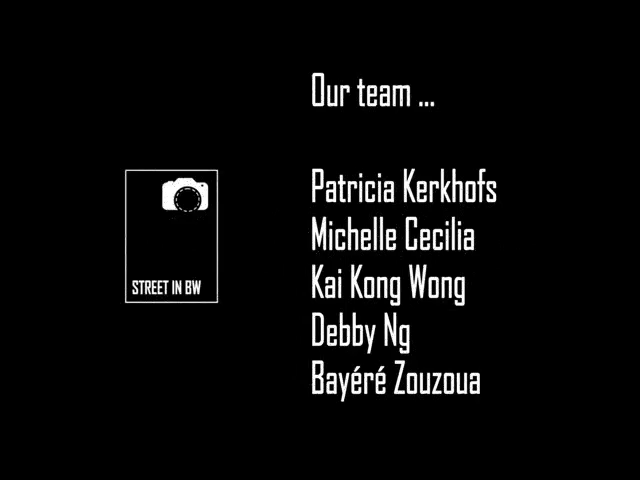 Our team ...
Patricia Kerkhofs
Michelle Cecilia
Kai Kong Wong
Debby Ng
Bayéré Zouzoua
STREET IN BW